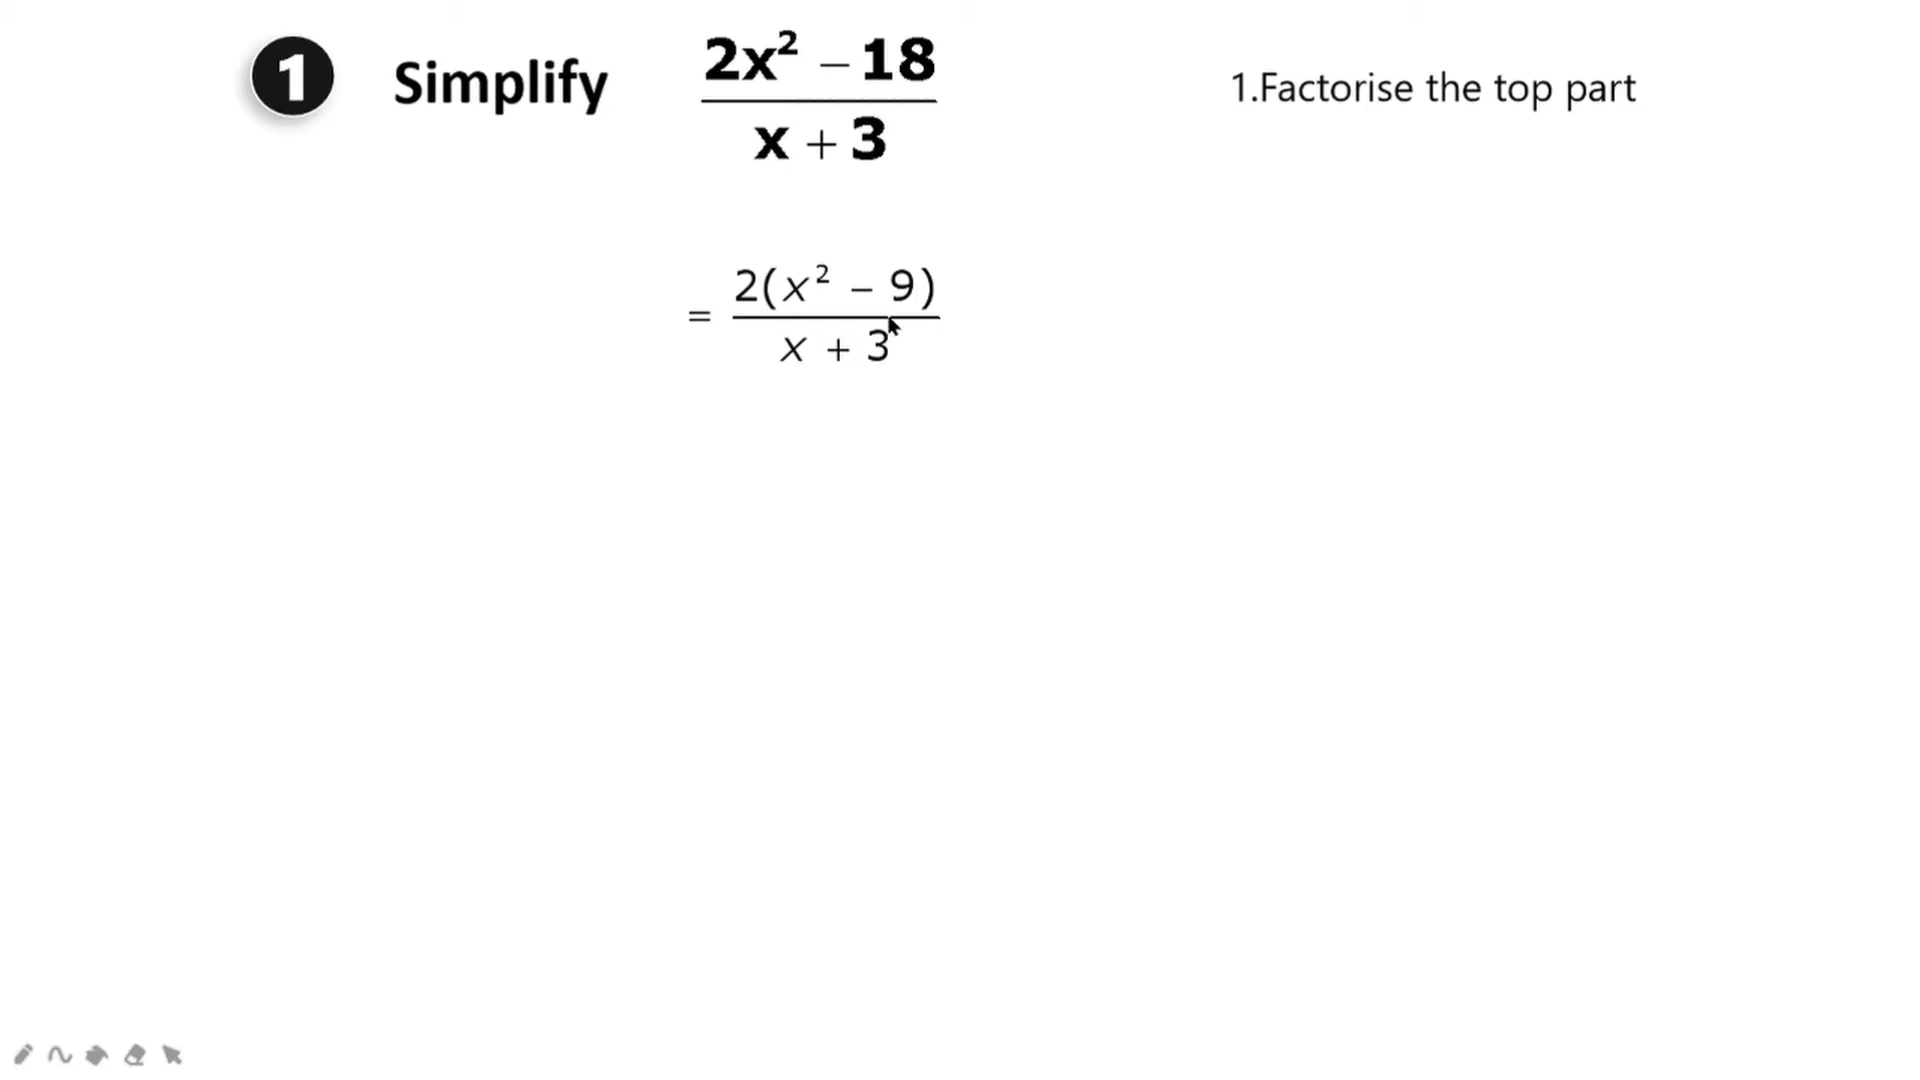 1 Simplify 2x² – 18
x + 3
1.Factorise the top part
= 2(x² – 9)
x + 3